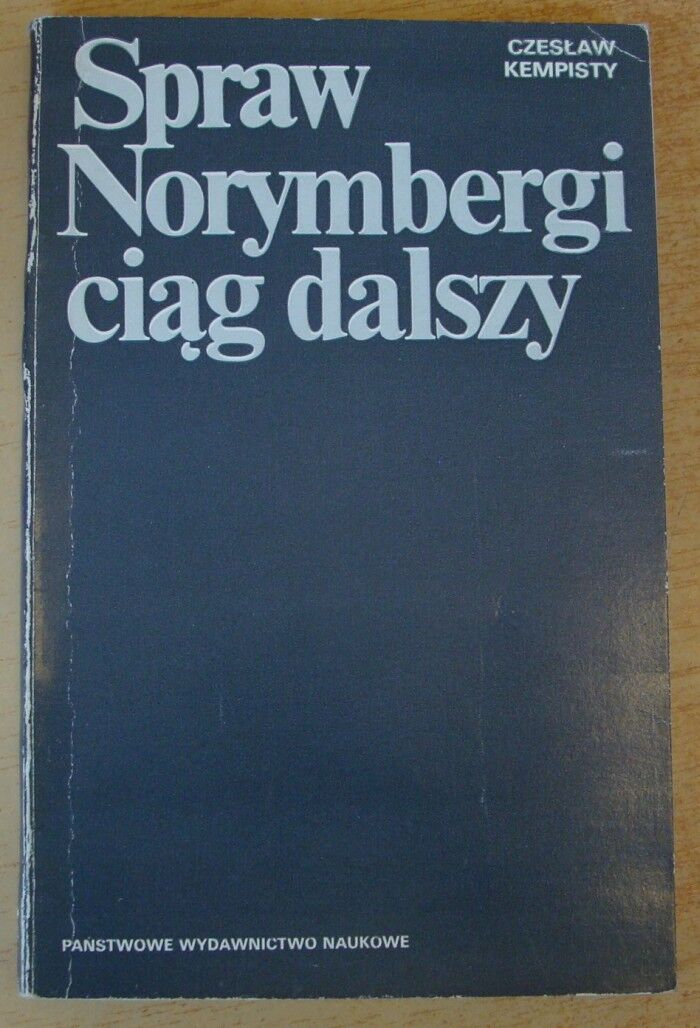 Spraw
Norymbergi
ciąg dalszy
CZESŁAW
KEMPISTY
PAŃSTWOWE WYDAWNICTWO NAUKOWE